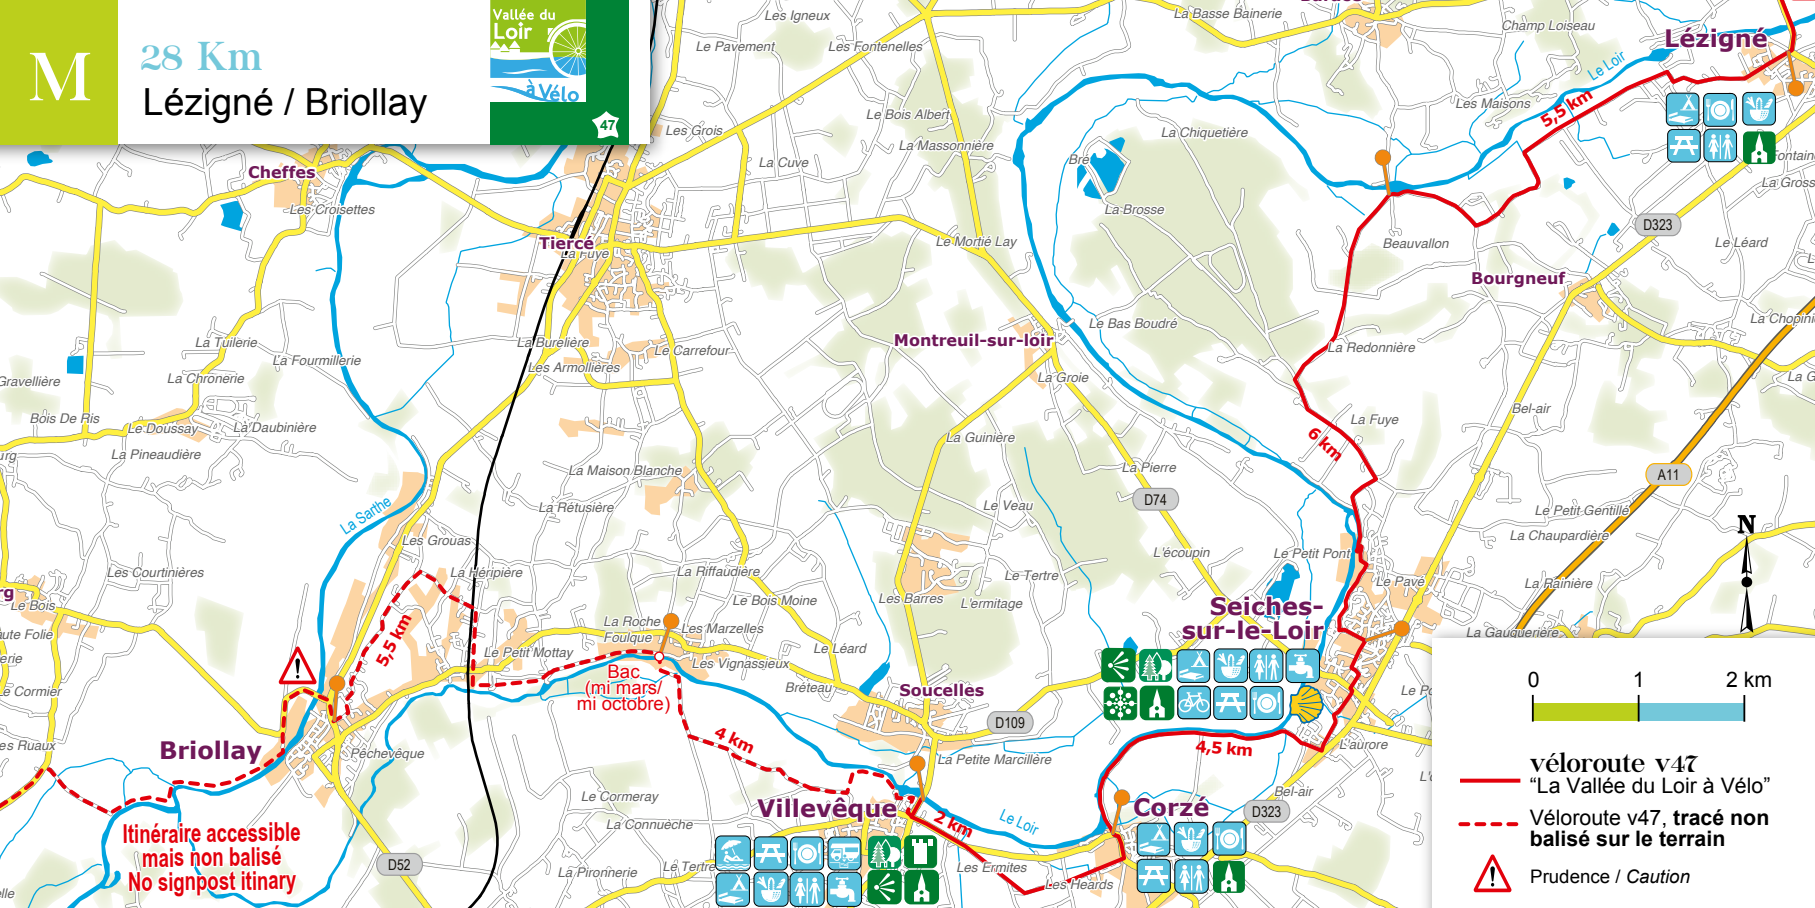 M
28 Km
Lézigné / Briollay
Vallée du
Loir
à Vélo
47
Les Igneux
Le Pavement
Les Fontenelles
La Basse Bainerie
Champ Loiseau
Lézigné
Le Loir
Les Maisons
5,5 km
Le Bois Albert
Les Grois
La Massonnière
La Chiquetière
La Cuve
Bré
Cheffes
Les Croisettes
La Brosse
D323
Le Léard
Tiercé
La Fuye
Le Mortié Lay
Beauvallon
Bourgneuf
La Tuilerie
La Fourmillerie
La Burelière
Le Carrefour
Montreuil-sur-loir
Le Bas Boudré
La Redonnière
Les Armollières
La Chronerie
La Groie
Bois De Ris
Le Doussay
La Daubinière
La Pineaudière
La Guinière
La Fuye
Bel-air
6 km
La Maison Blanche
La Pierre
A11
D74
La Rétusière
Le Veau
Le Petit Gentillé
La Chaupardière
N
La Sarthe
Les Grouas
L'écoupin
Le Petit Pont
Les Courtinières
La Héripière
La Riffaudière
Le Tertre
Le Pavé
La Rainière
Le Bois
Le Bois Moine
Les Barres
L'ermitage
Seiches-
sur-le-Loir
La Roche
Foulque
Les Marzelles
La Gauquerière
5,5 km
Le Petit Mottay
Le Léard
Les Vignassieux
Bac
(mi mars/
mi octobre)
Bréteau
Soucelles
D109
0 1 2 km
Briollay
Pêchevêque
4 km
4,5 km
L'aurore
La Petite Marcillère
véloroute v47
“La Vallée du Loir à Vélo”
Le Cormeray
Villevêque
Corzé
Bel-air
D323
Véloroute v47, tracé non
balisé sur le terrain
2 km
Le Loir
La Connuèche
Itinéraire accessible
mais non balisé
No signpost itinary
D52
Le Tertre
La Pironnerie
Les Ermites
Les Heards
Prudence / Caution